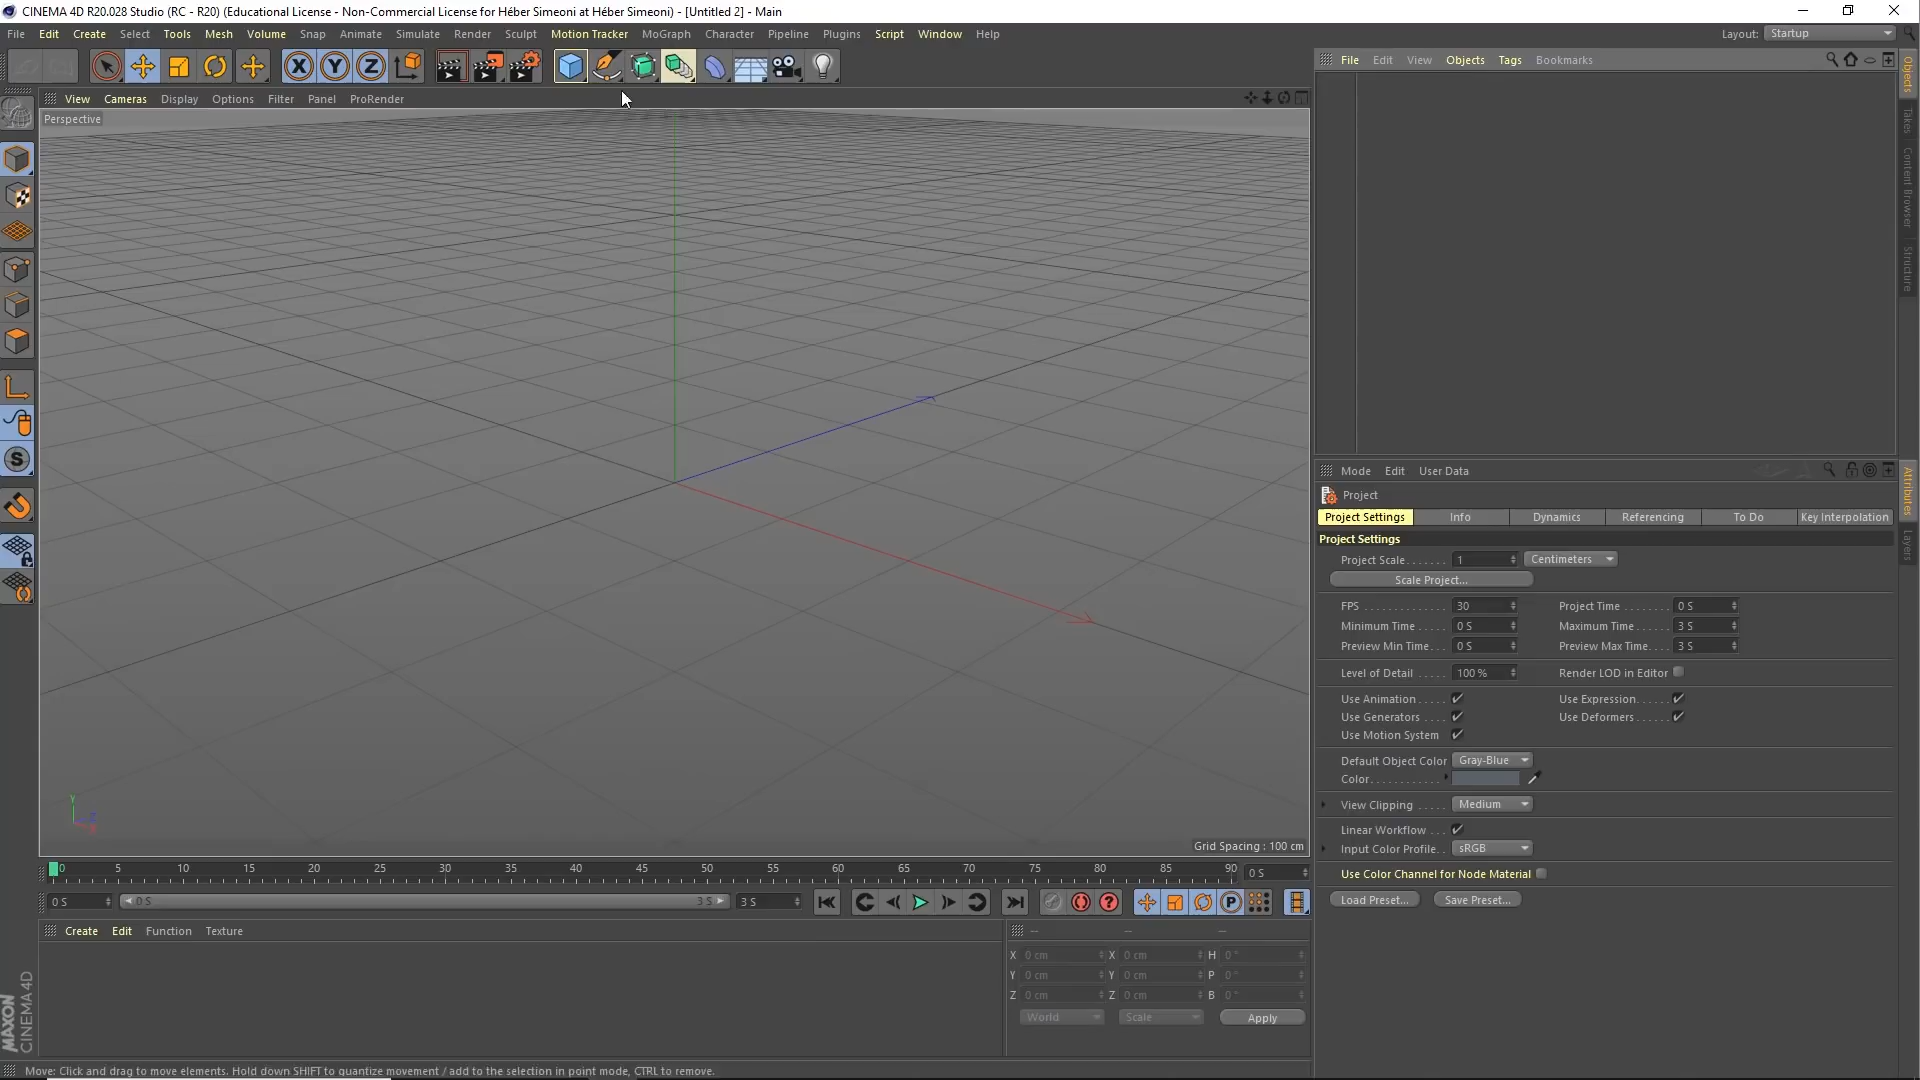 CINEMA 4D R20.028 Studio (RC - R20) (Educational License - Non-Commercial License for Héber Simeoni at Héber Simeoni) - [Untitled 2] - Main
File Edit Create Select Tools Mesh Volume Snap Animate Simulate Render Sculpt Motion Tracker MoGraph Character Pipeline Plugins Script Window Help Layout: Startup
X Y Z
File Edit View Objects Tags Bookmarks
View Cameras Display Options Filter Panel ProRender
Perspective
Objects
Takes
Content Browser
Structure
Mode Edit User Data
Project
Project Settings Info Dynamics Referencing To Do Key Interpolation
Project Settings
Project Scale....... 1 Centimeters
Scale Project...
FPS .............. 30 Project Time ........ 0 S
Minimum Time ..... 0 S Maximum Time...... 3 S
Preview Min Time... 0 S Preview Max Time.... 3 S
Level of Detail ..... 100 % Render LOD in Editor
Use Animation..... Use Expression......
Use Generators .... Use Deformers ......
Use Motion System
Default Object Color Gray-Blue
Color............
View Clipping ..... Medium
Linear Workflow ...
Input Color Profile.. sRGB
Use Color Channel for Node Material
Load Preset... Save Preset...
Attributes
Layers
S
Y
Z
X
Grid Spacing : 100 cm
0 5 10 15 20 25 30 35 40 45 50 55 60 65 70 75 80 85 90 0 S
0 S 0 S 3 S 3 S ? P
Create Edit Function Texture
-- -- --
X 0 cm X 0 cm H 0 °
Y 0 cm Y 0 cm P 0 °
Z 0 cm Z 0 cm B 0 °
World Scale Apply
MAXON
CINEMA 4D
Move: Click and drag to move elements. Hold down SHIFT to quantize movement / add to the selection in point mode, CTRL to remove.